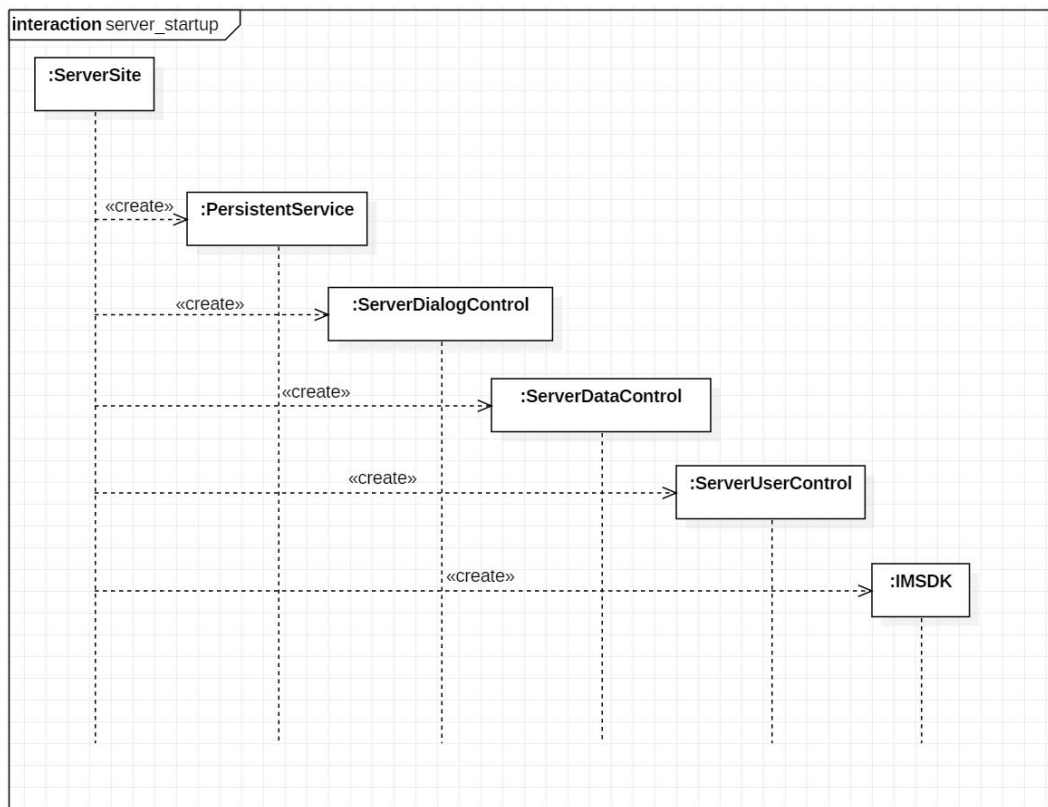 interaction server_startup
:ServerSite
«create»
:PersistentService
«create»
:ServerDialogControl
«create»
:ServerDataControl
«create»
:ServerUserControl
«create»
:IMSDK